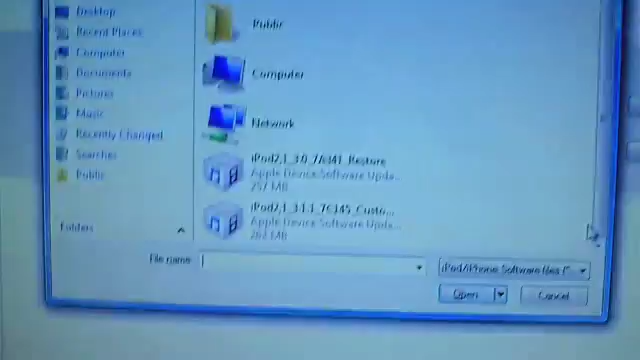 Desktop
Recent Places
Computer
Documents
Pictures
Music
Recently Changed
Searches
Public
Folders
Public
Computer
Network
iPod2,1_3.0_7A341_Restore
Apple Device Software Upda...
257 MB
iPod2,1_3.1.1_7C145_Custo...
Apple Device Software Upda...
262 MB
File name:
iPod/iPhone Software files (*
Open
Cancel